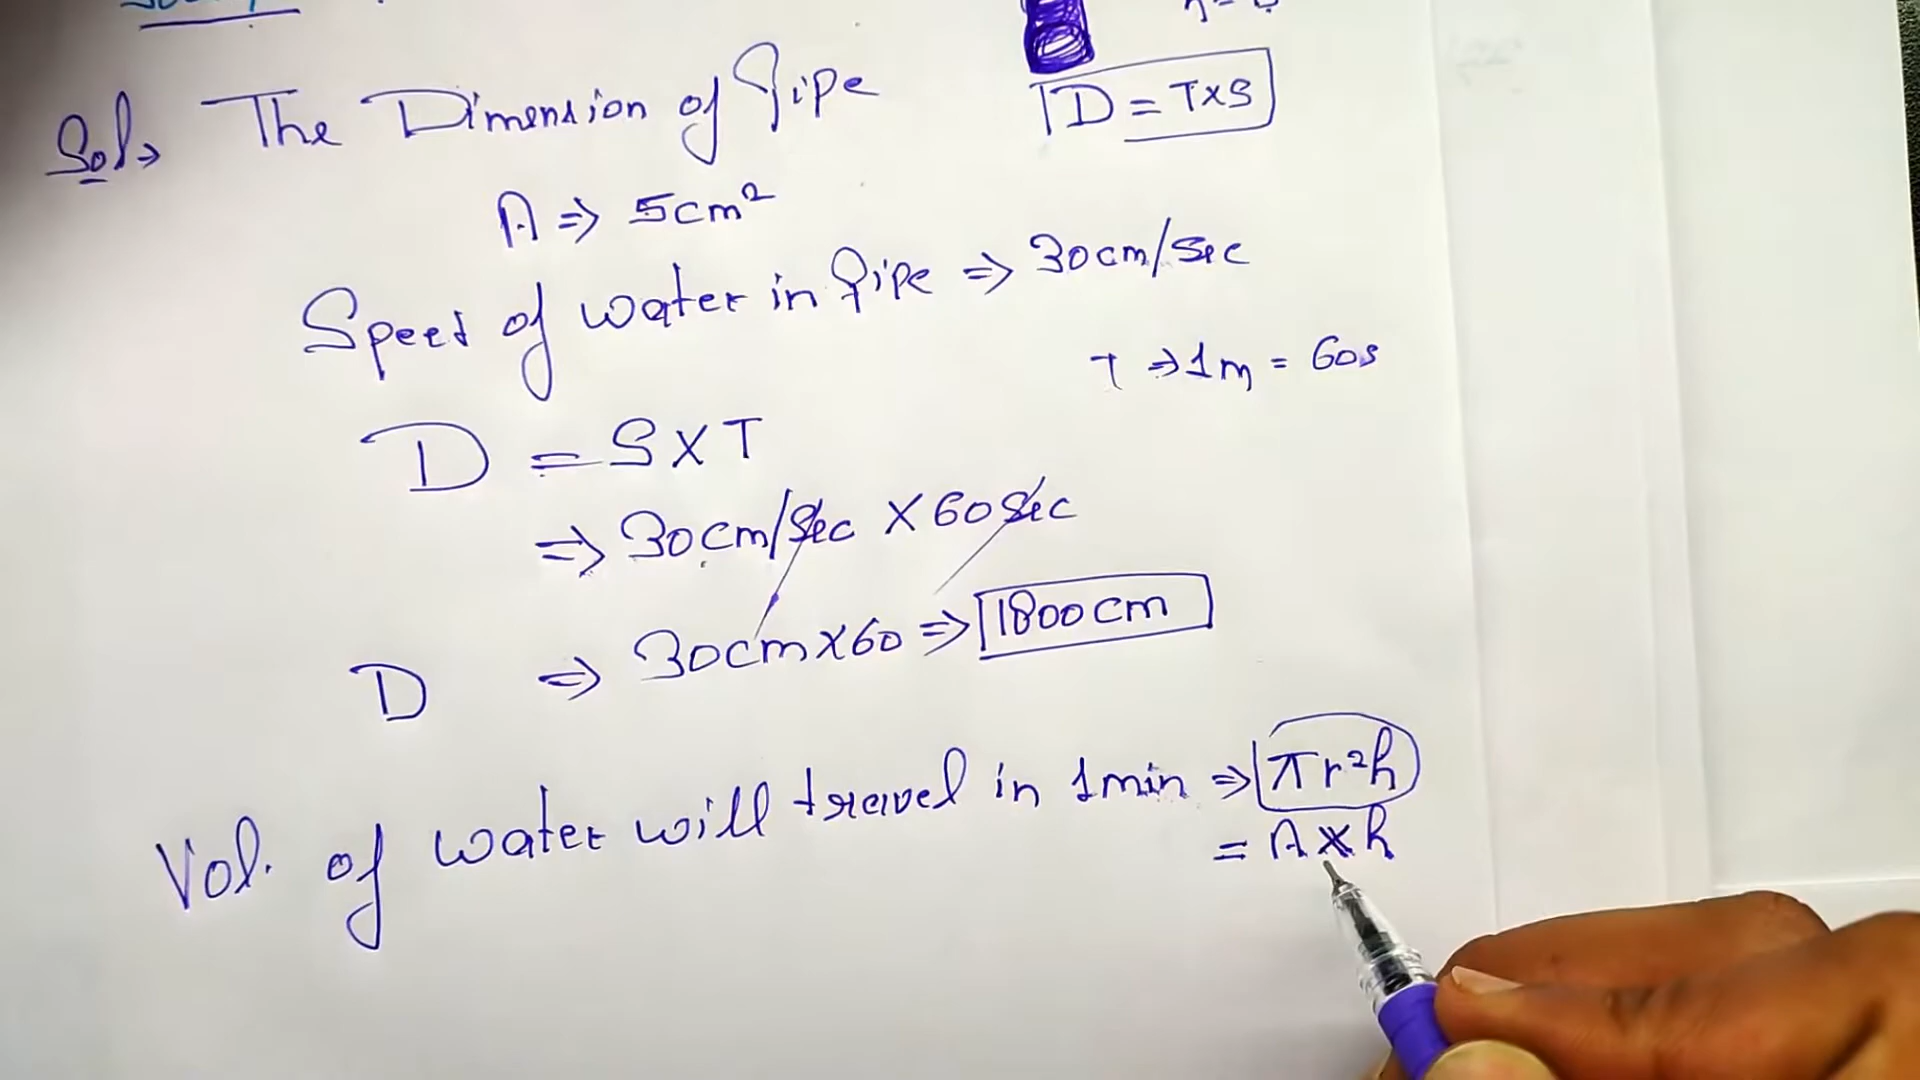 Sol→ The Dimension of Pipe
D = T×S
A ⇒ 5cm²
Speed of water in Pipe ⇒ 30cm/sec
T ⇒ 1m = 60s
D = S×T
⇒ 30cm/sec × 60sec
D ⇒ 30cm×60 ⇒ 1800cm
Vol. of water will travel in 1min ⇒ πr²h
= A×h